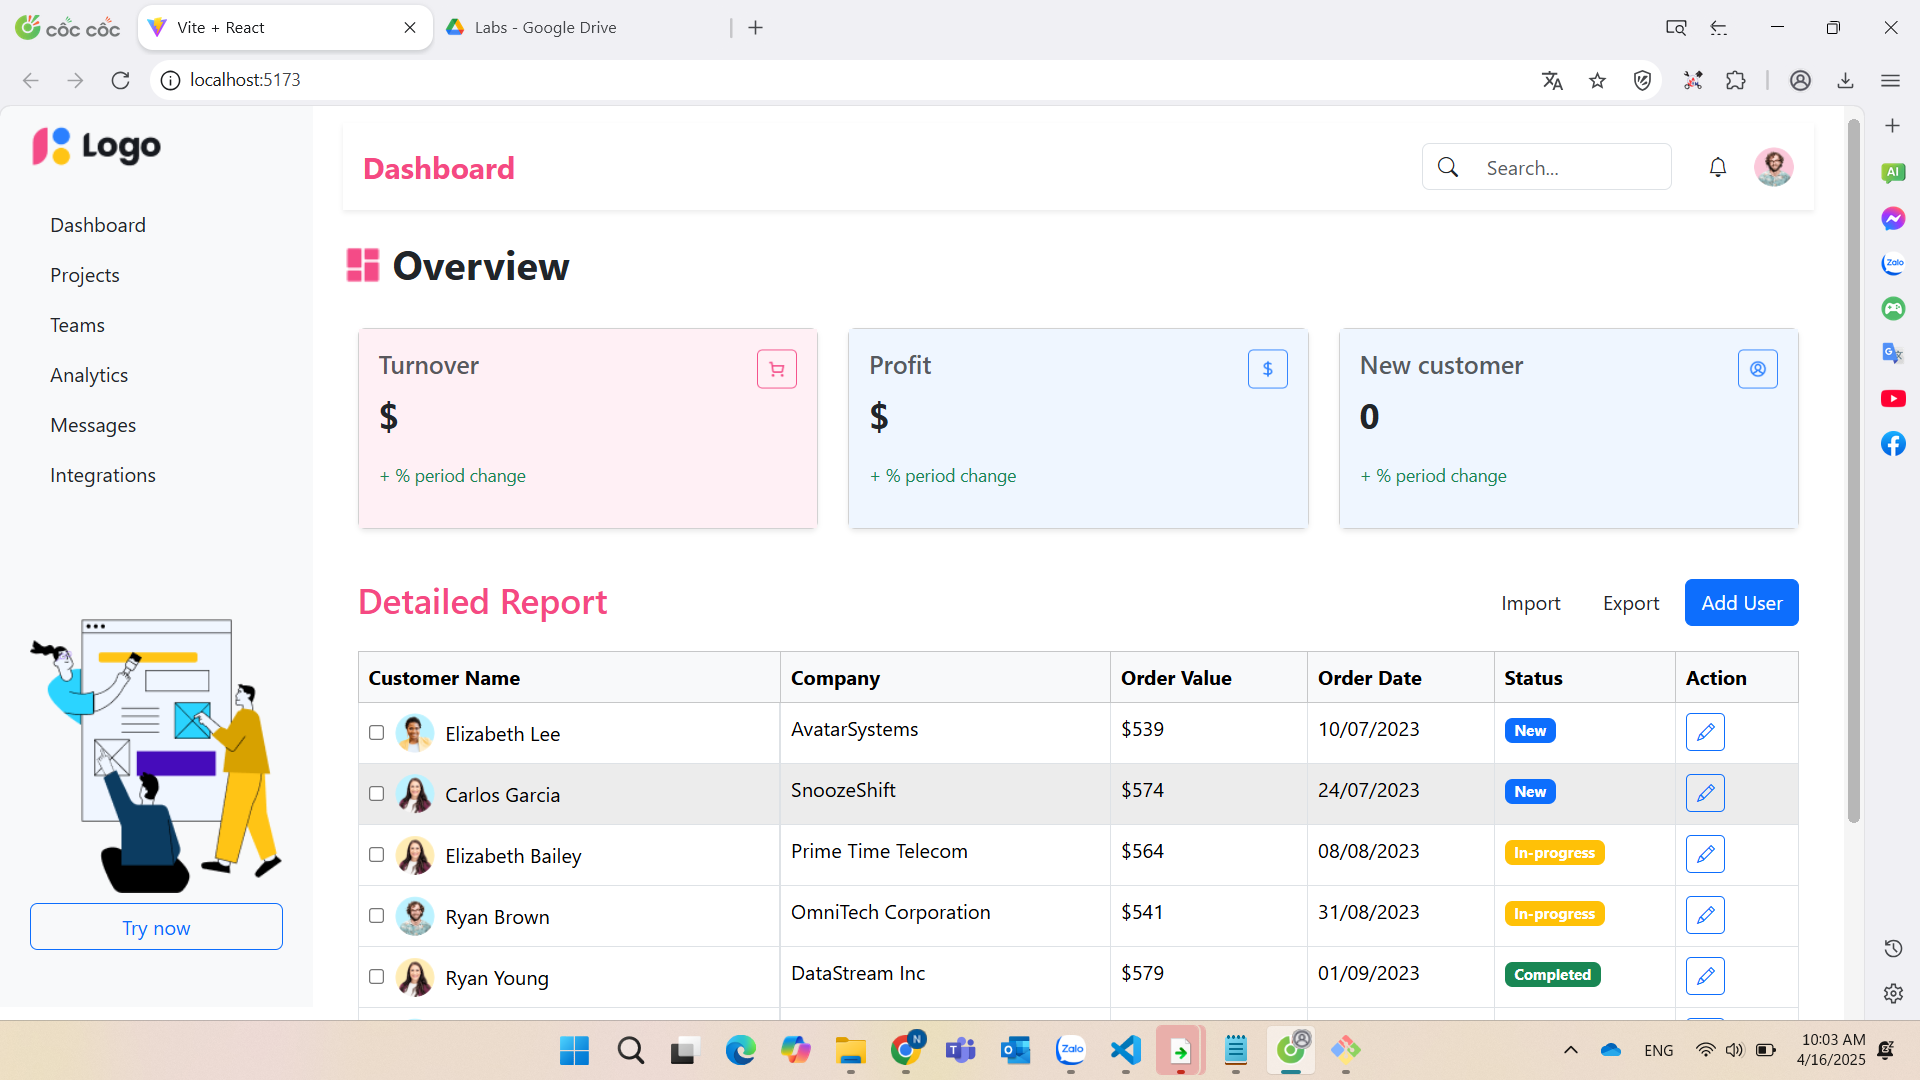 cốc cốc
Vite + React
Labs - Google Drive
localhost:5173
Logo
Dashboard
Projects
Teams
Analytics
Messages
Integrations
Try now
Dashboard
Search...
Overview
Turnover
$
+ % period change
Profit
$
$
+ % period change
New customer
0
+ % period change
Detailed Report
Import
Export
Add User
Customer Name Company Order Value Order Date Status Action
Elizabeth Lee AvatarSystems $539 10/07/2023 New
Carlos Garcia SnoozeShift $574 24/07/2023 New
Elizabeth Bailey Prime Time Telecom $564 08/08/2023 In-progress
Ryan Brown OmniTech Corporation $541 31/08/2023 In-progress
Ryan Young DataStream Inc $579 01/09/2023 Completed
AI
Zalo
G
N
T
O
Zalo
ENG
10:03 AM
4/16/2025